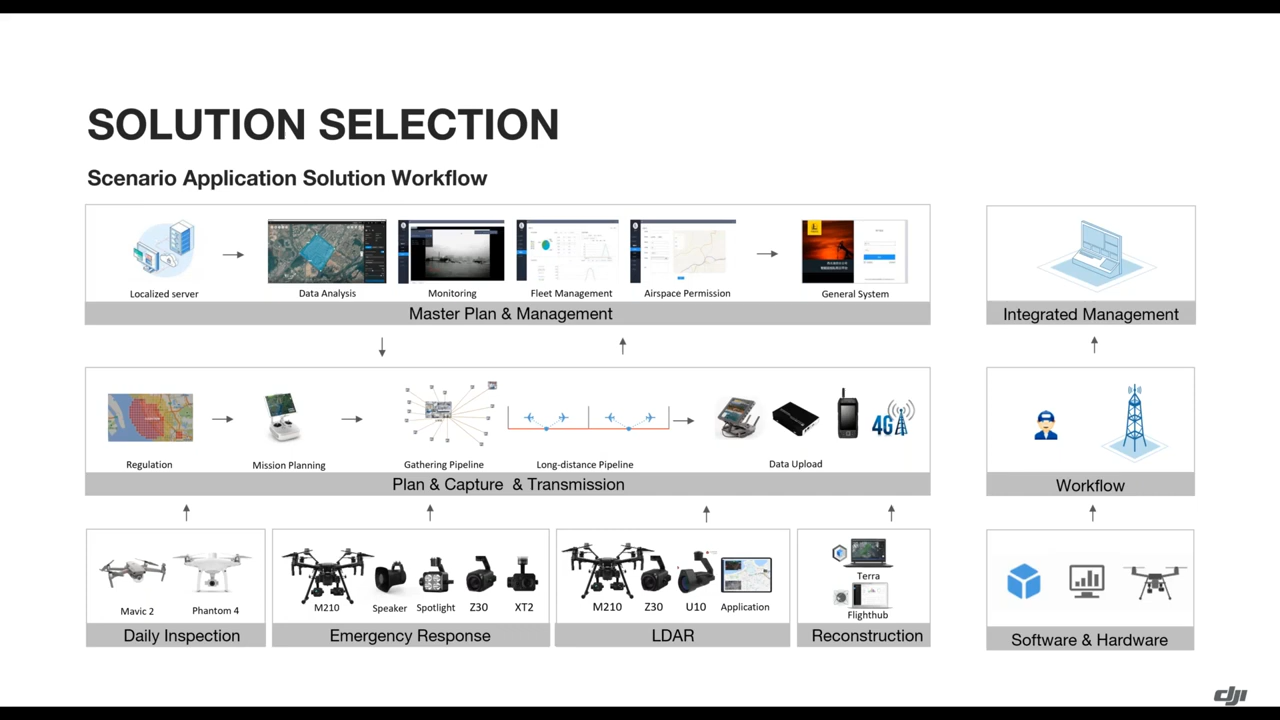 SOLUTION SELECTION
Scenario Application Solution Workflow
Localized server
Data Analysis
Monitoring
Fleet Management
Airspace Permission
General System
Master Plan & Management
Integrated Management
Regulation
Mission Planning
Gathering Pipeline
Long-distance Pipeline
4G
Data Upload
Plan & Capture & Transmission
Workflow
Mavic 2
Phantom 4
Daily Inspection
M210
Speaker
Spotlight
Z30
XT2
Emergency Response
M210
Z30
U10
Application
LDAR
Terra
Flighthub
Reconstruction
Software & Hardware
dji